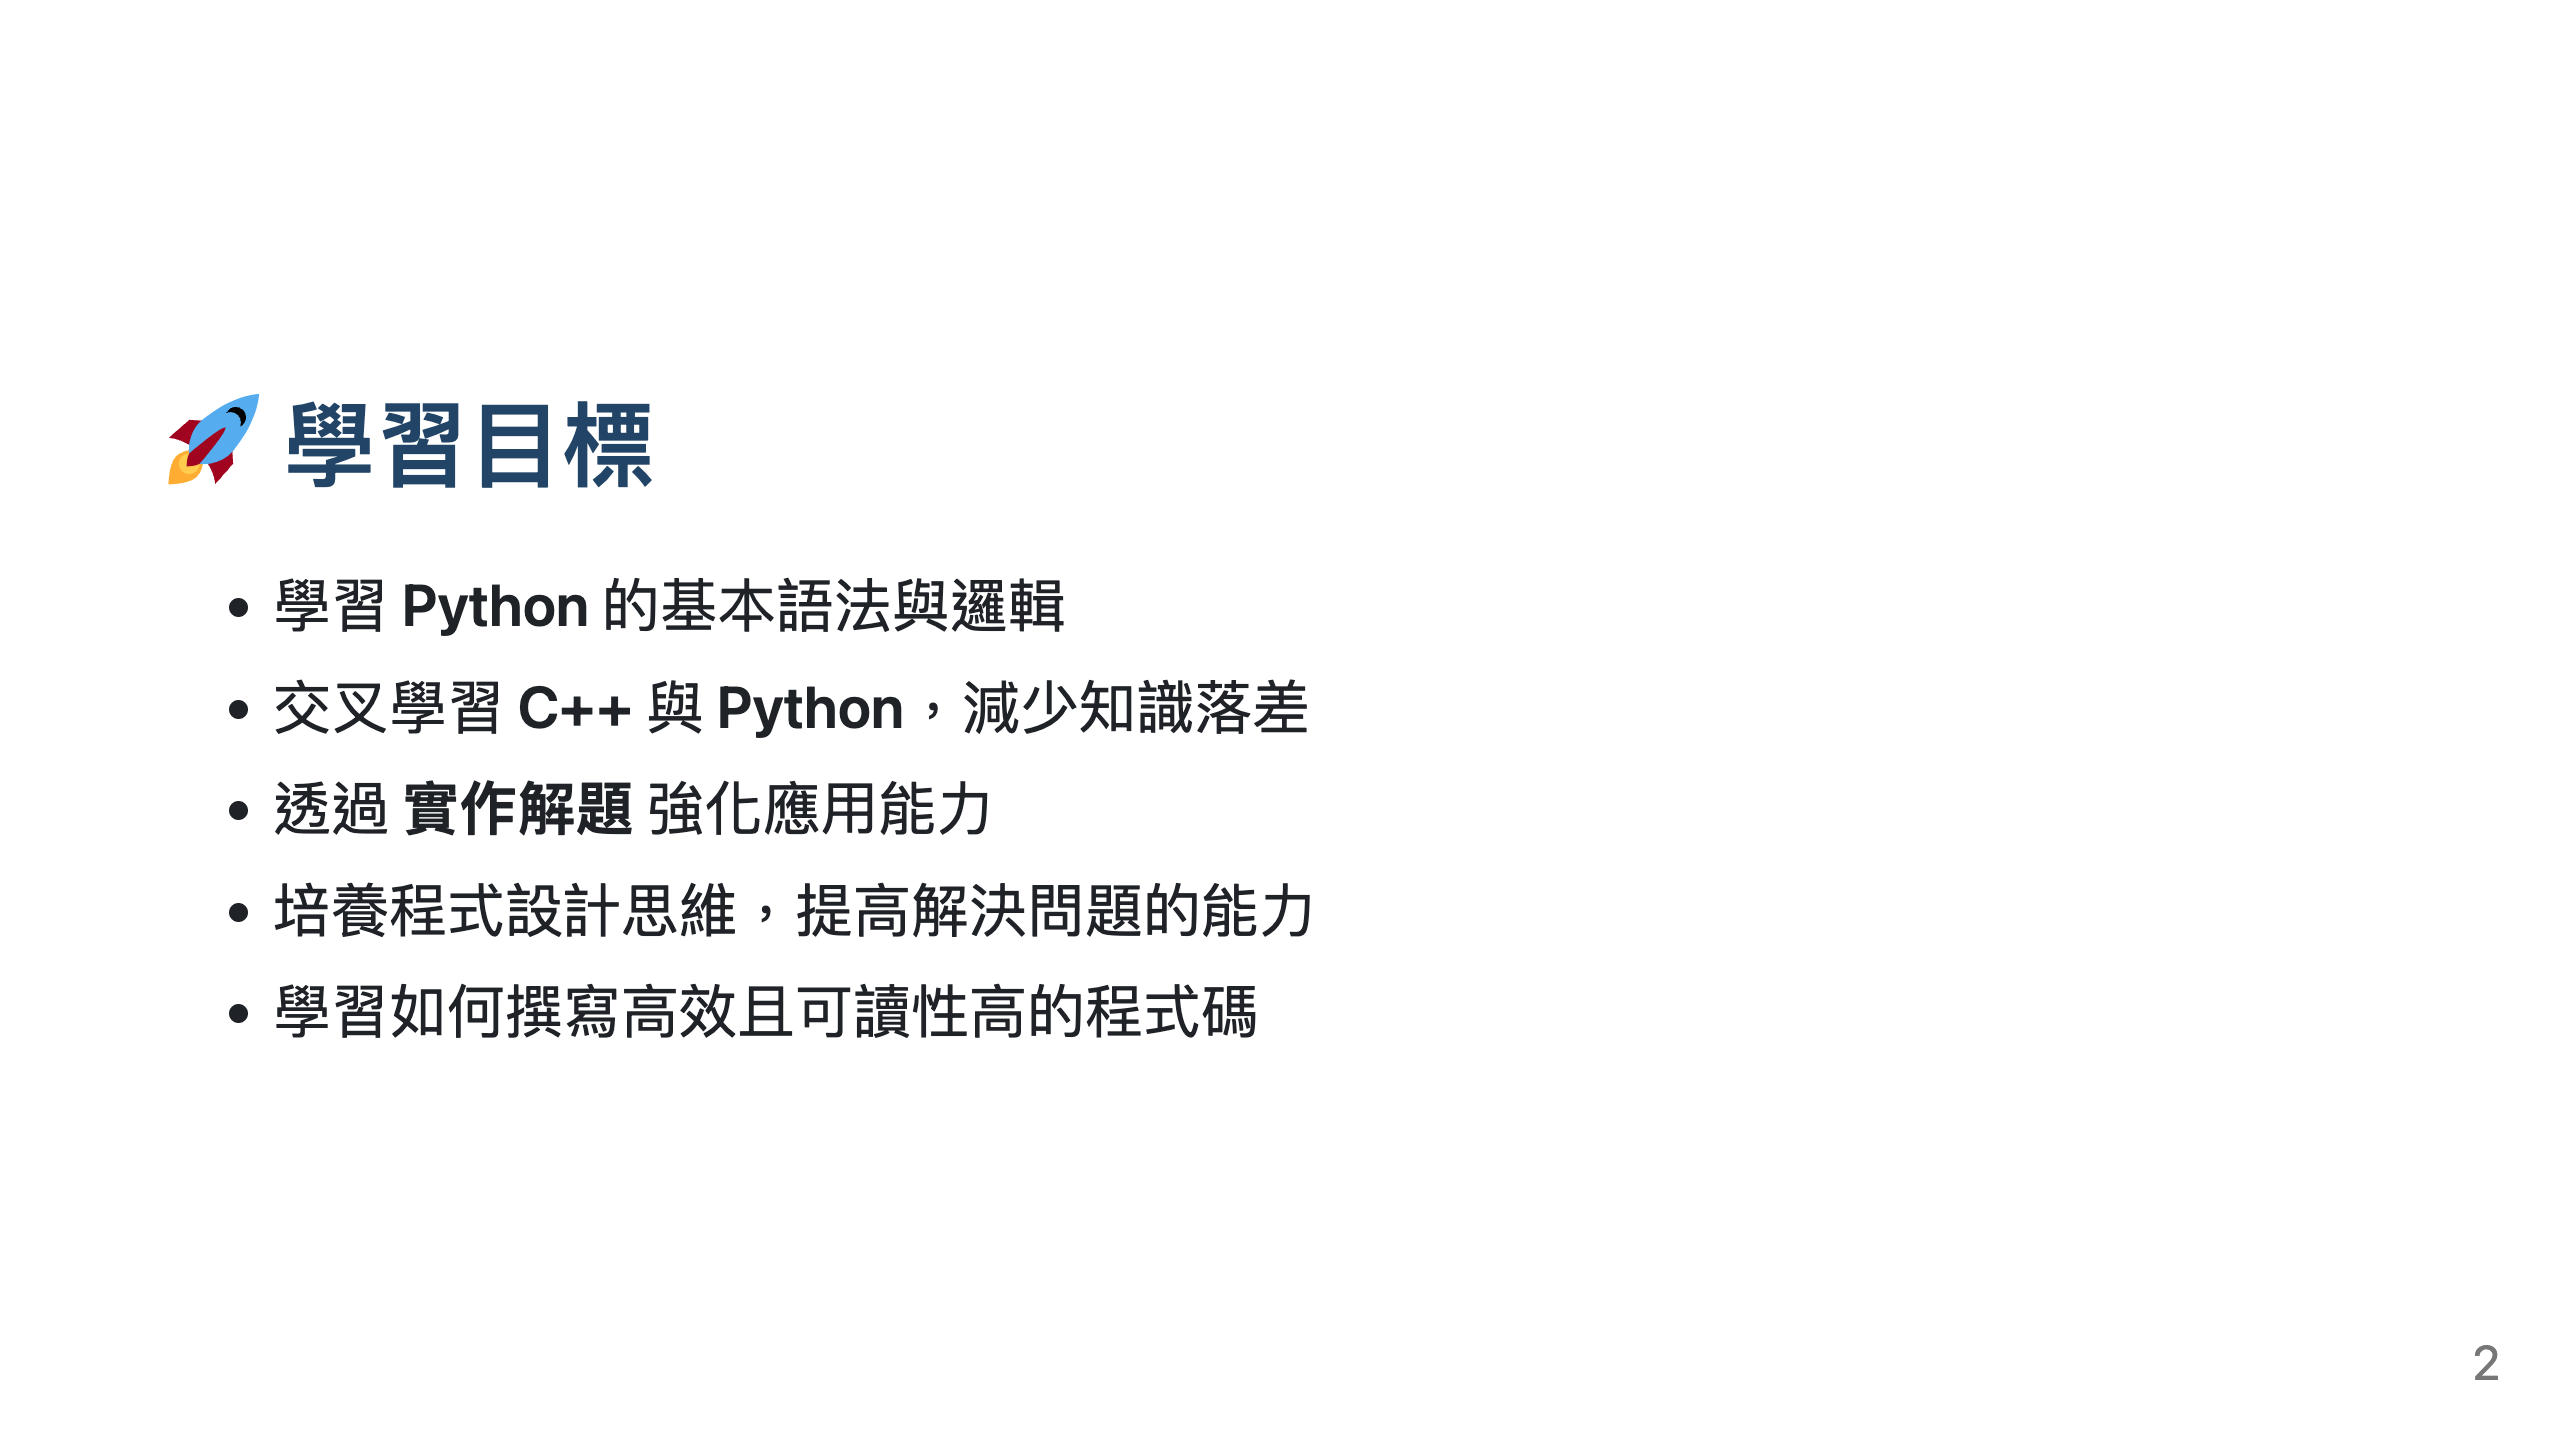 🚀 學習目標
• 學習 Python 的基本語法與邏輯
• 交叉學習 C++ 與 Python，減少知識落差
• 透過 實作解題 強化應用能力
• 培養程式設計思維，提高解決問題的能力
• 學習如何撰寫高效且可讀性高的程式碼
2